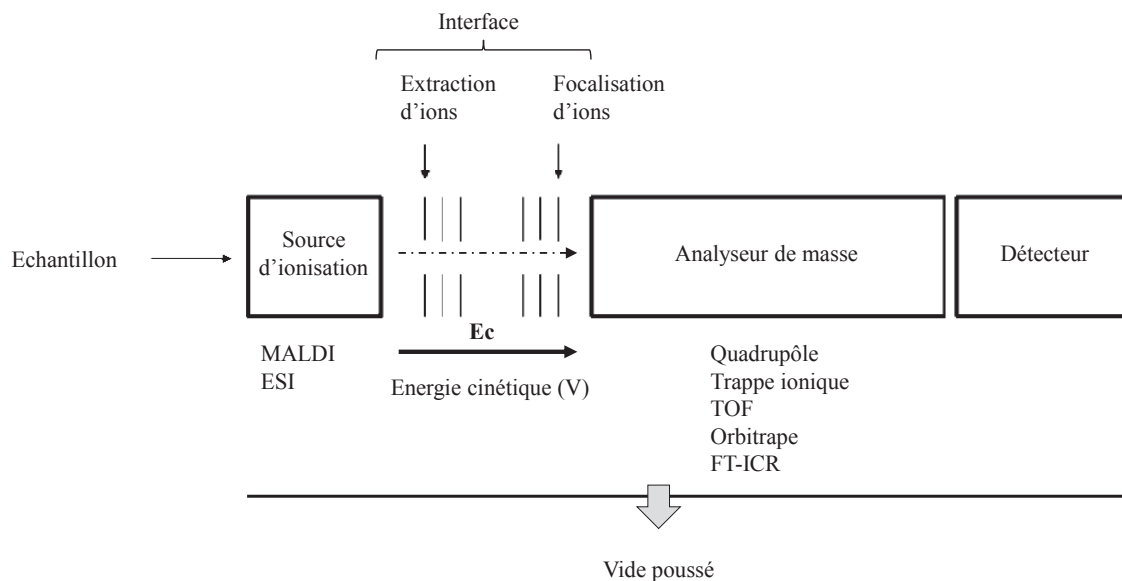 Interface
Extraction
d'ions
Focalisation
d'ions
Echantillon
Source
d'ionisation
Analyseur de masse
Détecteur
Ec
MALDI
ESI
Energie cinétique (V)
Quadrupôle
Trappe ionique
TOF
Orbitrape
FT-ICR
Vide poussé